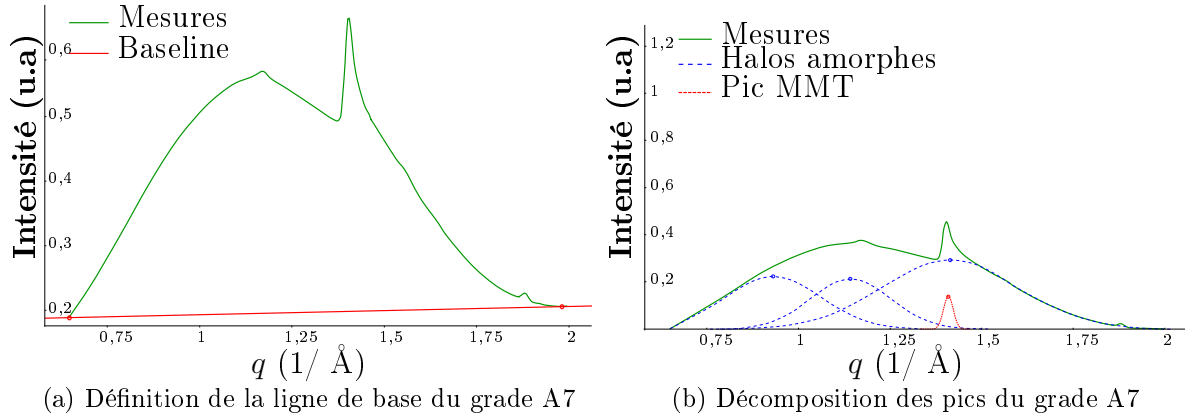 Mesures
Baseline
Intensité (u.a)
0,6
0,5
0,4
0,3
0,2
0,75
1
1,25
1,5
1,75
2
q (1/ Å)
(a) Définition de la ligne de base du grade A7
Mesures
Halos amorphes
Pic MMT
Intensité (u.a)
1,2
1
0,8
0,6
0,4
0,2
0,75
1
1,25
1,5
1,75
2
q (1/ Å)
(b) Décomposition des pics du grade A7